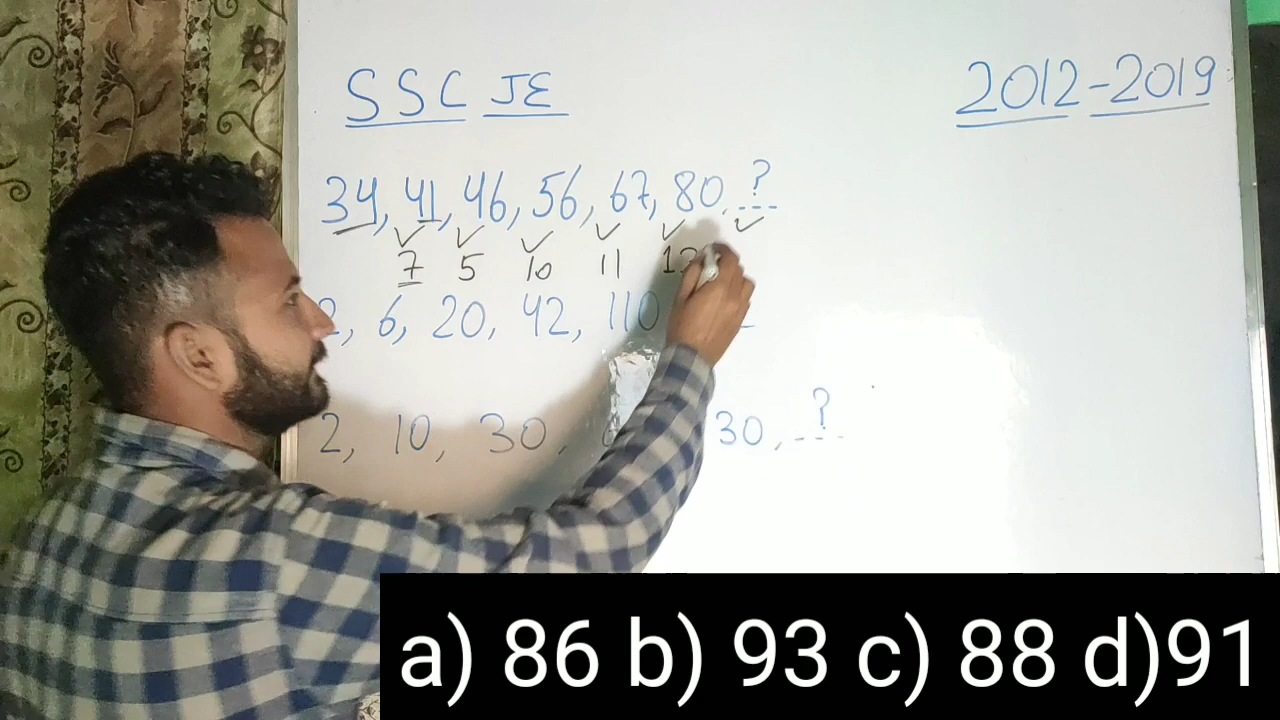 SSC JE
2012-2019
34, 41, 46, 56, 67, 80, ?
7 5 10 11 13
2, 6, 20, 42, 110
2, 10, 30, 30, ?
a) 86 b) 93 c) 88 d)91